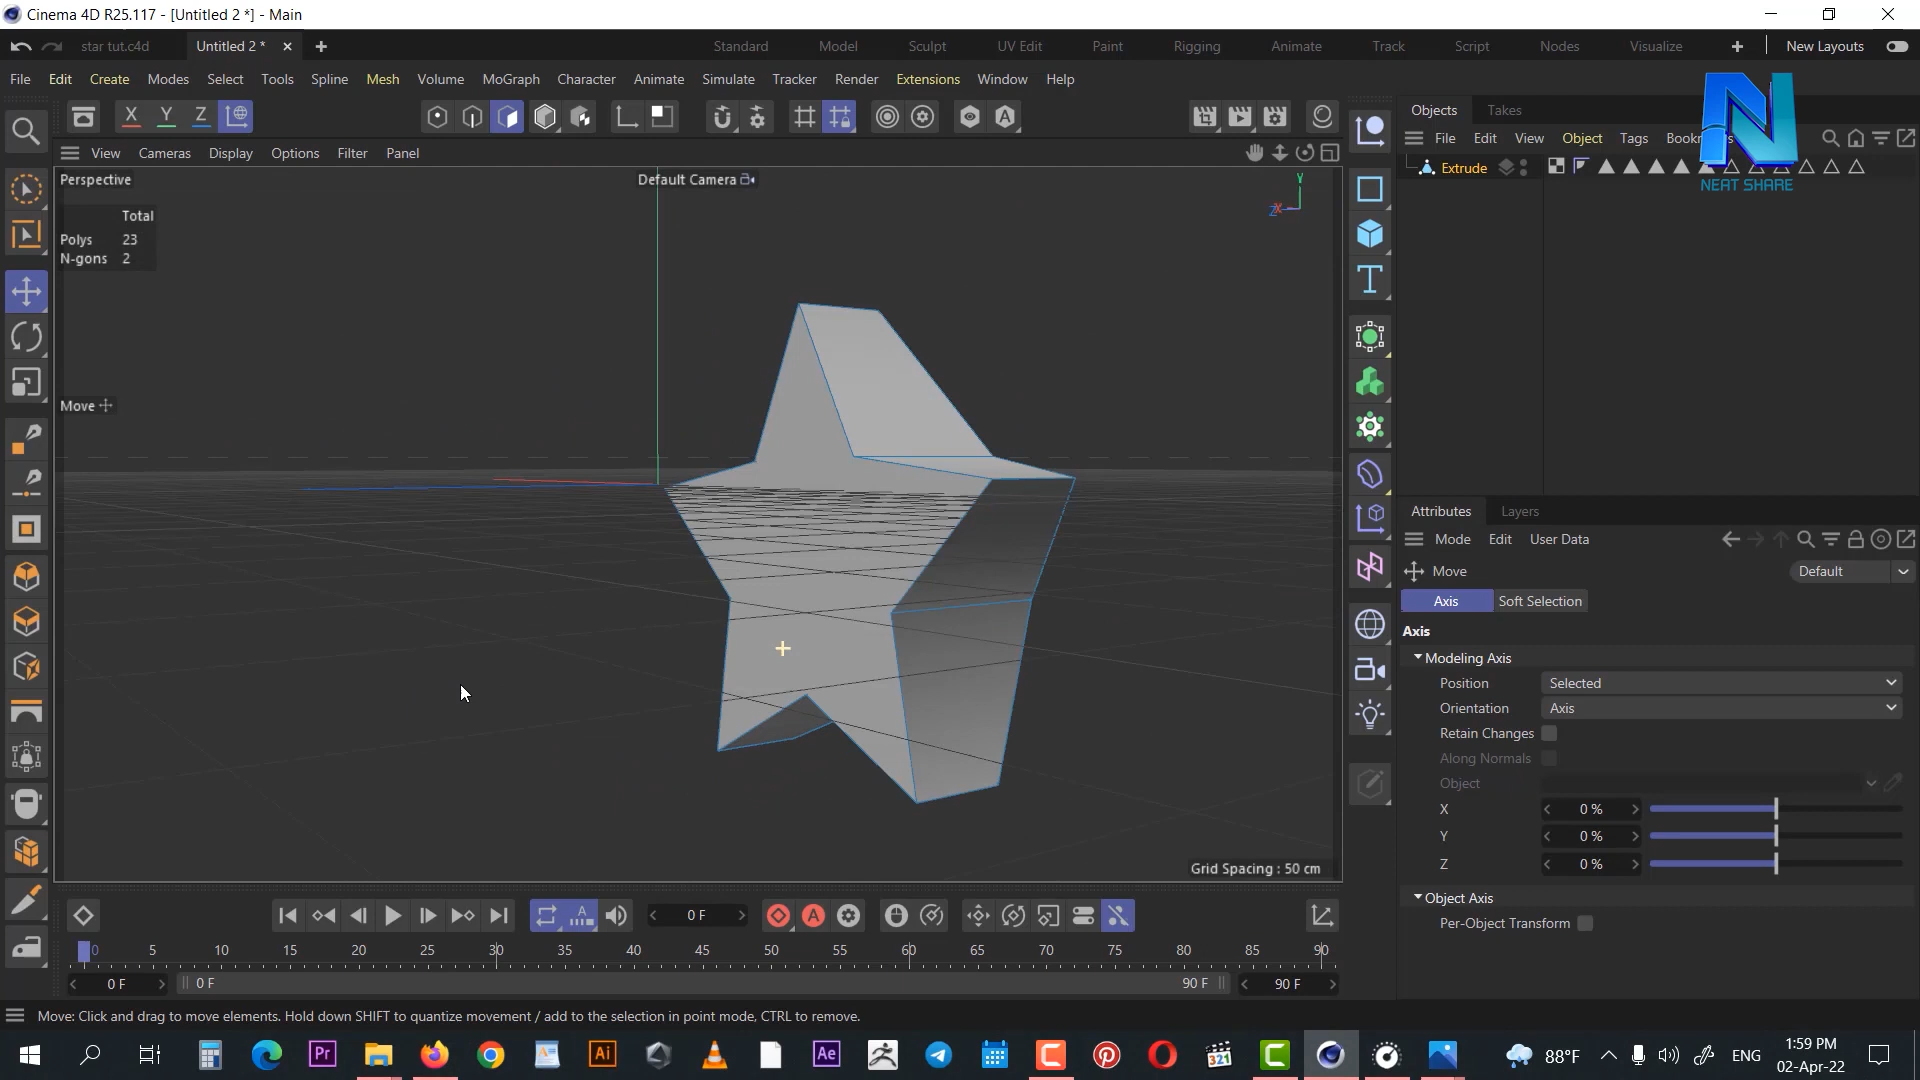 Cinema 4D R25.117 - [Untitled 2 *] - Main
star tut.c4d
Untitled 2 *
Standard Model Sculpt UV Edit Paint Rigging Animate Track Script Nodes Visualize New Layouts
File Edit Create Modes Select Tools Spline Mesh Volume MoGraph Character Animate Simulate Tracker Render Extensions Window Help
Objects Takes
X Y Z
File Edit View Object Tags Bookm
View Cameras Display Options Filter Panel
Extrude
NEAT SHARE
Perspective
Default Camera
Y
Z X
Total
Polys 23
N-gons 2
Move
Attributes Layers
Mode Edit User Data
Move Default
Axis Soft Selection
Axis
Modeling Axis
Position Selected
Orientation Axis
Retain Changes
Along Normals
Object
X 0 %
Y 0 %
Z 0 %
Object Axis
Per-Object Transform
Grid Spacing : 50 cm
0 F
0 5 10 15 20 25 30 35 40 45 50 55 60 65 70 75 80 85 90
0 F 0 F 90 F 90 F
Move: Click and drag to move elements. Hold down SHIFT to quantize movement / add to the selection in point mode, CTRL to remove.
Pr Ai Ae 321 88°F ENG
1:59 PM
02-Apr-22